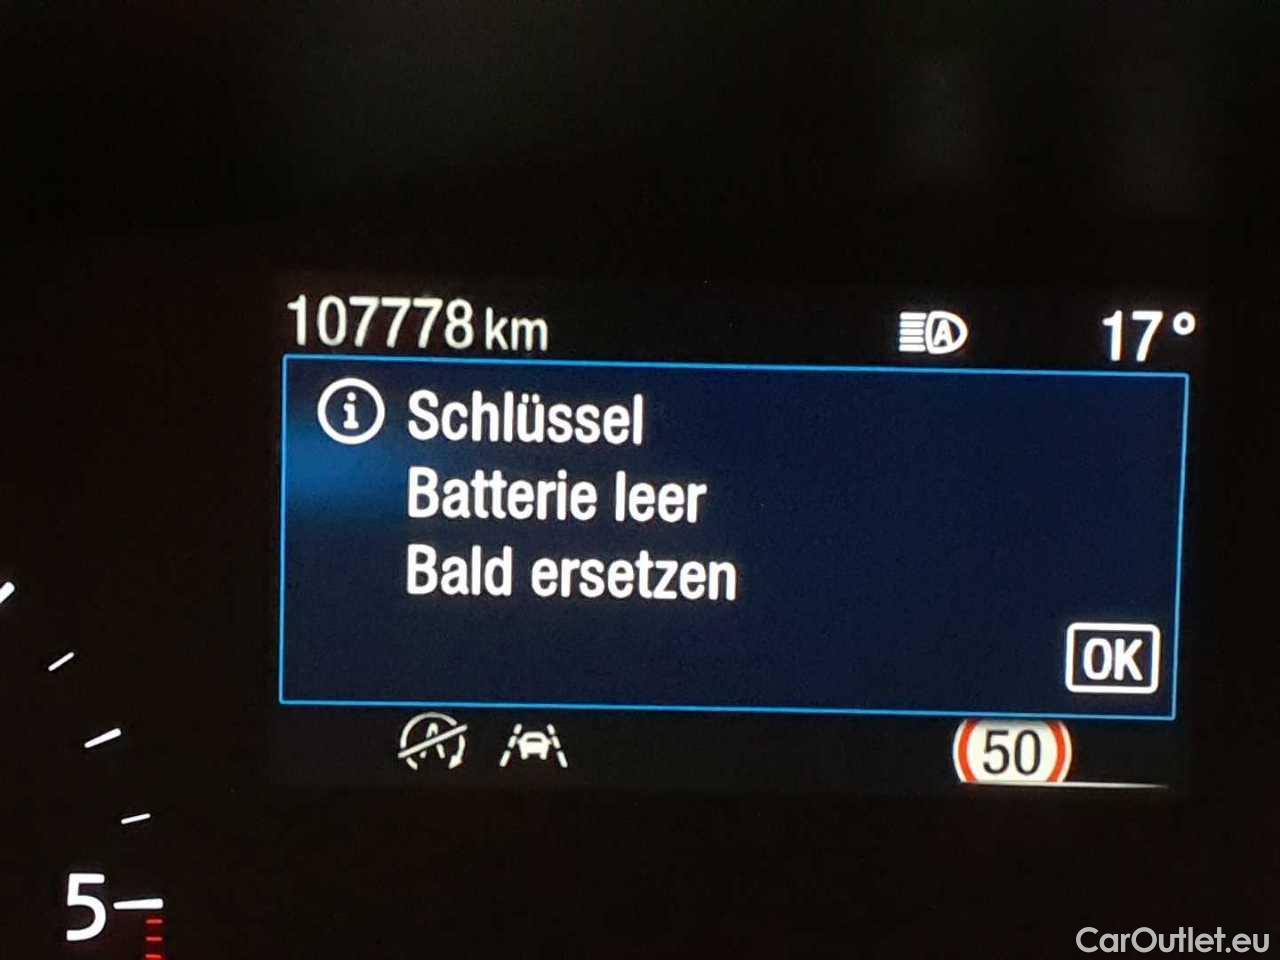 107778 km A 17°
i Schlüssel
Batterie leer
Bald ersetzen
OK
A 50
5
CarOutlet.eu